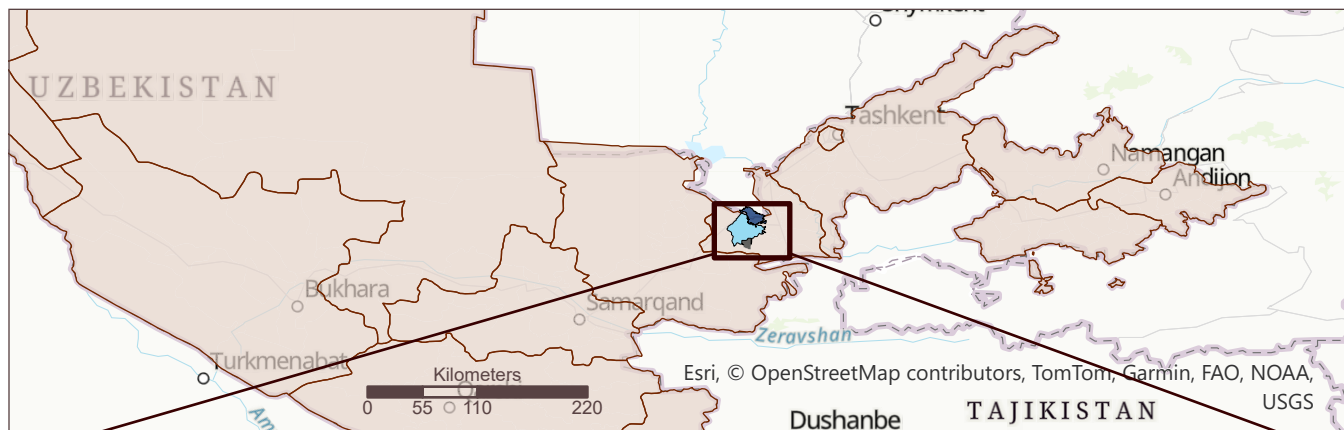 UZBEKISTAN
Tashkent
Namangan
Andijon
Bukhara
Samarqand
Zeravshan
Turkmenabat
Kilometers
0 55 110 220
Esri, © OpenStreetMap contributors, TomTom, Garmin, FAO, NOAA,
USGS
TAJIKISTAN
Dushanbe
Am